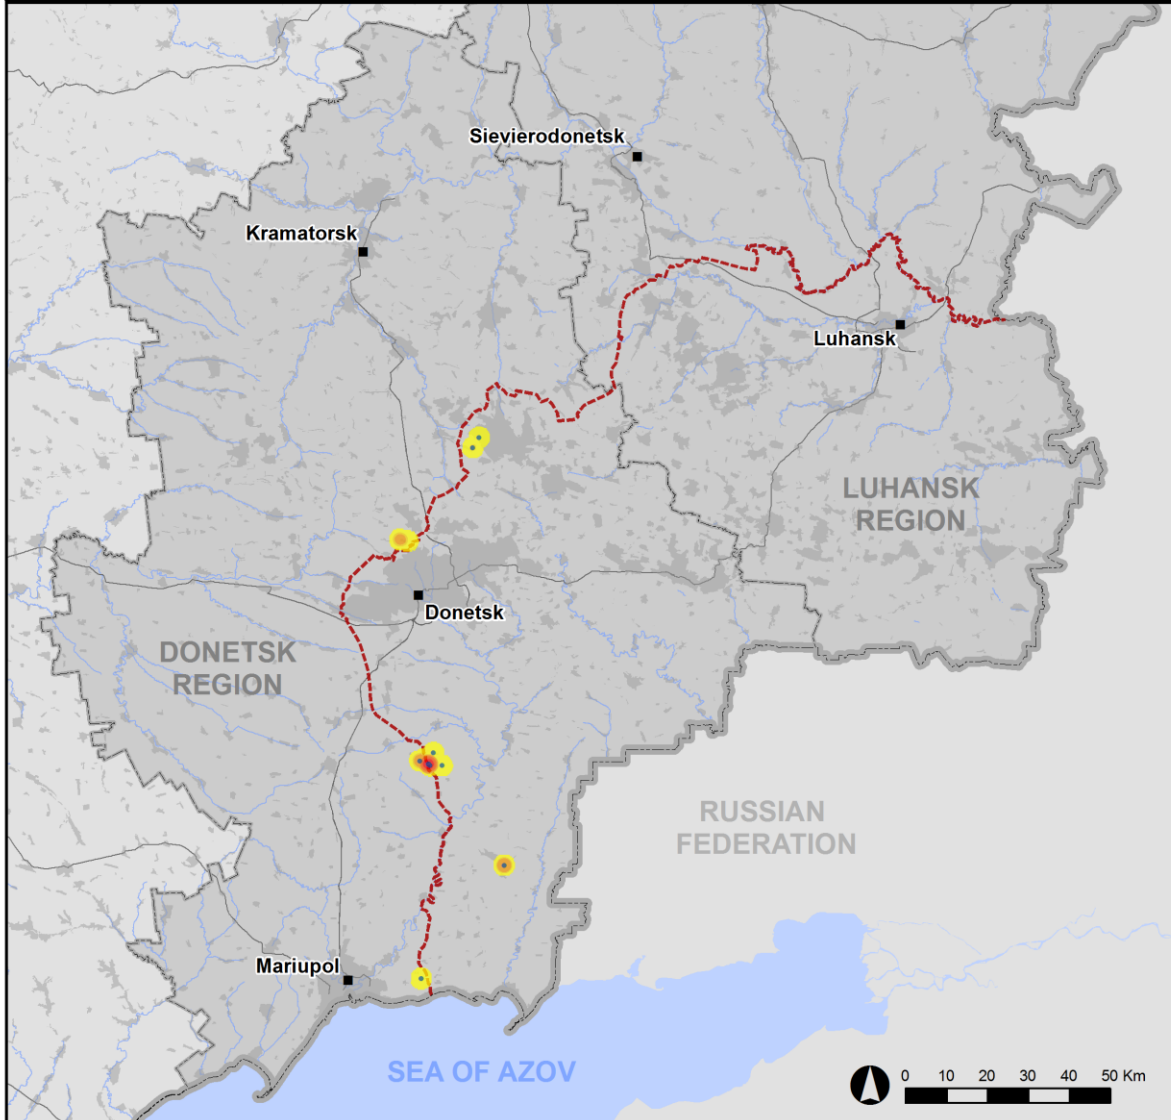 Sievierodonetsk
Kramatorsk
Luhansk
LUHANSK
REGION
Donetsk
DONETSK
REGION
RUSSIAN
FEDERATION
Mariupol
SEA OF AZOV
0 10 20 30 40 50 Km